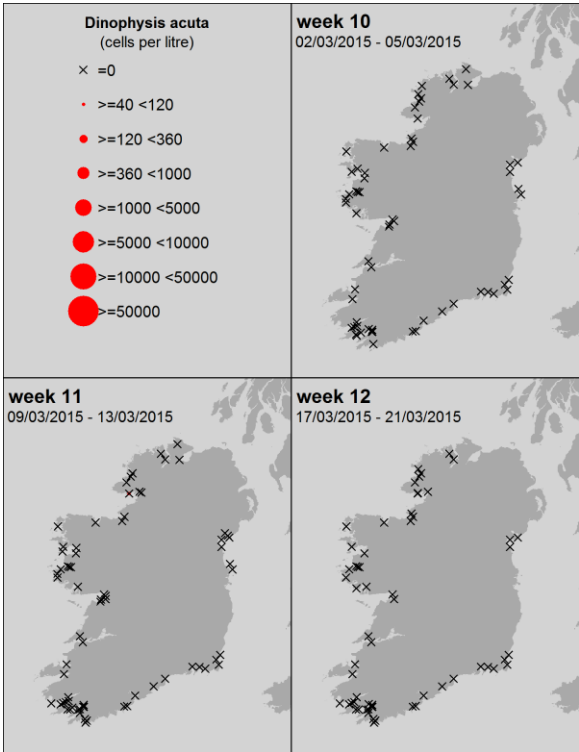 Dinophysis acuta
(cells per litre)
=0
>=40 <120
>=120 <360
>=360 <1000
>=1000 <5000
>=5000 <10000
>=10000 <50000
>=50000
week 10
02/03/2015 - 05/03/2015
week 11
09/03/2015 - 13/03/2015
week 12
17/03/2015 - 21/03/2015